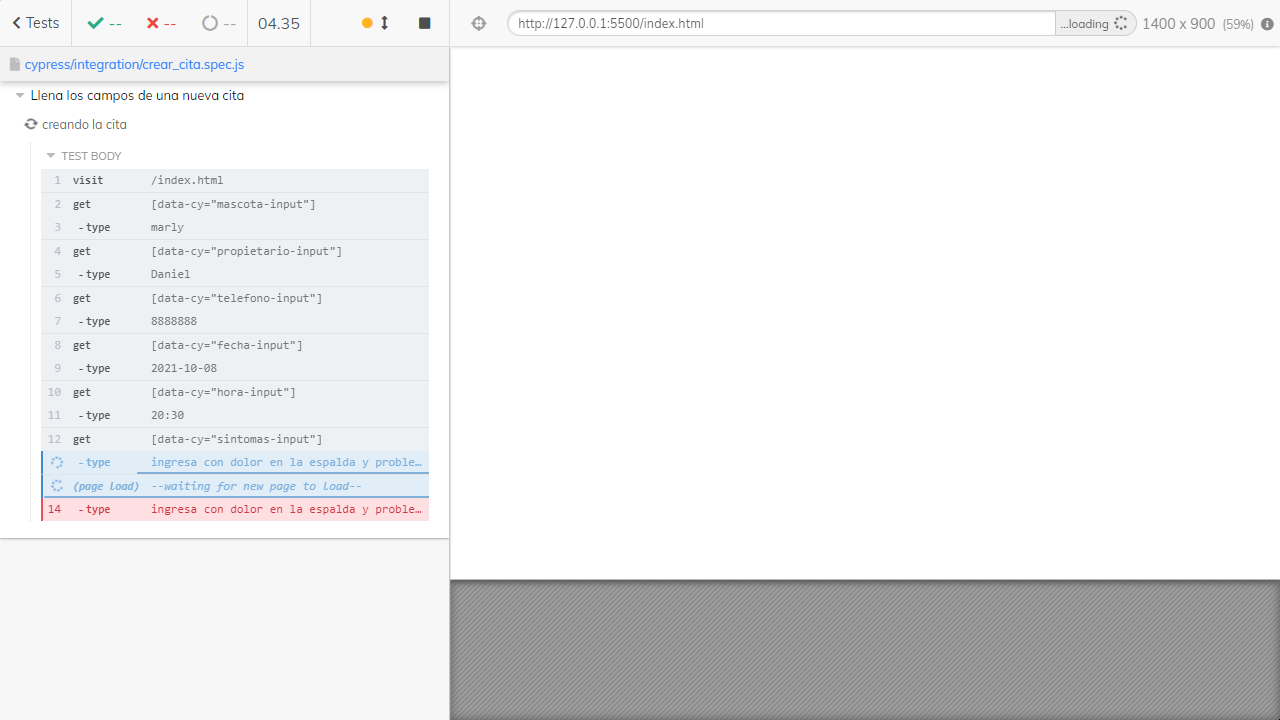 Tests -- -- -- 04.35
http://127.0.0.1:5500/index.html ...loading 1400 x 900 (59%)
cypress/integration/crear_cita.spec.js
Llena los campos de una nueva cita
creando la cita
TEST BODY
1 visit /index.html
2 get [data-cy="mascota-input"]
3 -type marly
4 get [data-cy="propietario-input"]
5 -type Daniel
6 get [data-cy="telefono-input"]
7 -type 8888888
8 get [data-cy="fecha-input"]
9 -type 2021-10-08
10 get [data-cy="hora-input"]
11 -type 20:30
12 get [data-cy="sintomas-input"]
-type ingresa con dolor en la espalda y proble…
(page load) --waiting for new page to load--
14 -type ingresa con dolor en la espalda y proble…